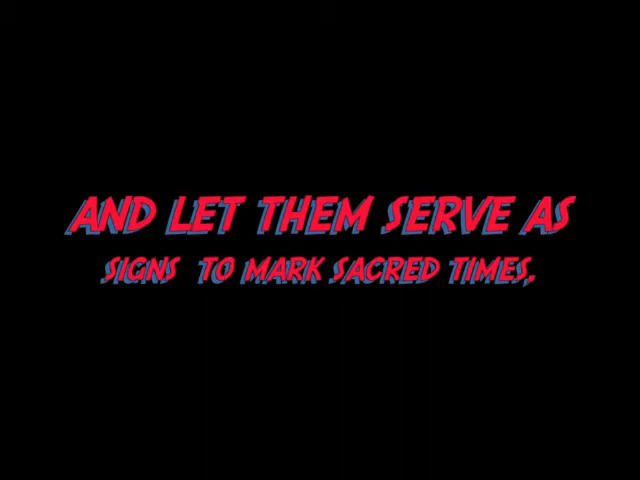 AND LET THEM SERVE AS
SIGNS TO MARK SACRED TIMES,